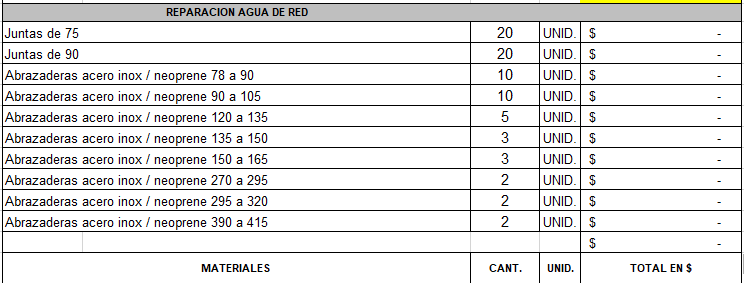 REPARACION AGUA DE RED
Juntas de 75 20 UNID. $ -
Juntas de 90 20 UNID. $ -
Abrazaderas acero inox / neoprene 78 a 90 10 UNID. $ -
Abrazaderas acero inox / neoprene 90 a 105 10 UNID. $ -
Abrazaderas acero inox / neoprene 120 a 135 5 UNID. $ -
Abrazaderas acero inox / neoprene 135 a 150 3 UNID. $ -
Abrazaderas acero inox / neoprene 150 a 165 3 UNID. $ -
Abrazaderas acero inox / neoprene 270 a 295 2 UNID. $ -
Abrazaderas acero inox / neoprene 295 a 320 2 UNID. $ -
Abrazaderas acero inox / neoprene 390 a 415 2 UNID. $ -
$ -
MATERIALES CANT. UNID. TOTAL EN $